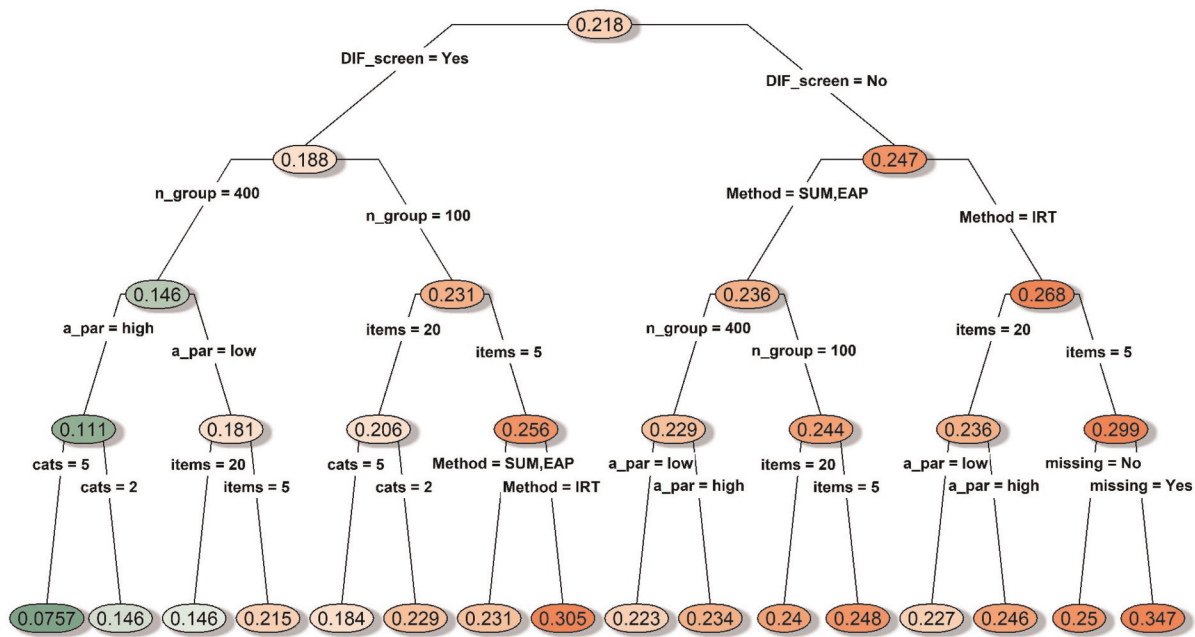 0.218
DIF_screen = Yes
DIF_screen = No
0.188
0.247
n_group = 400
n_group = 100
Method = SUM,EAP
Method = IRT
0.146
0.231
0.236
0.268
a_par = high
a_par = low
items = 20
items = 5
n_group = 400
n_group = 100
items = 20
items = 5
0.111
0.181
0.206
0.256
0.229
0.244
0.236
0.299
cats = 5
cats = 2
items = 20
items = 5
cats = 5
cats = 2
Method = SUM,EAP
Method = IRT
a_par = low
a_par = high
items = 20
items = 5
a_par = low
a_par = high
missing = No
missing = Yes
0.0757
0.146
0.146
0.215
0.184
0.229
0.231
0.305
0.223
0.234
0.24
0.248
0.227
0.246
0.25
0.347